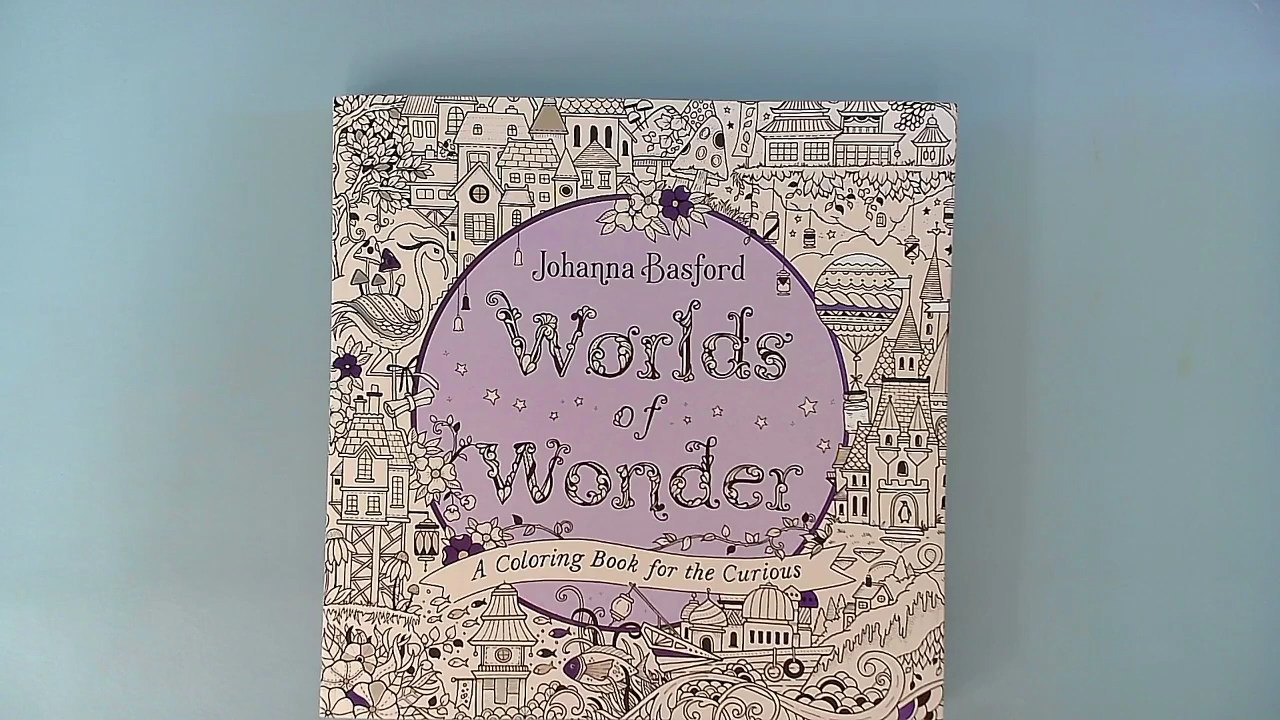 Johanna Basford
Worlds
of
Wonder
A Coloring Book for the Curious